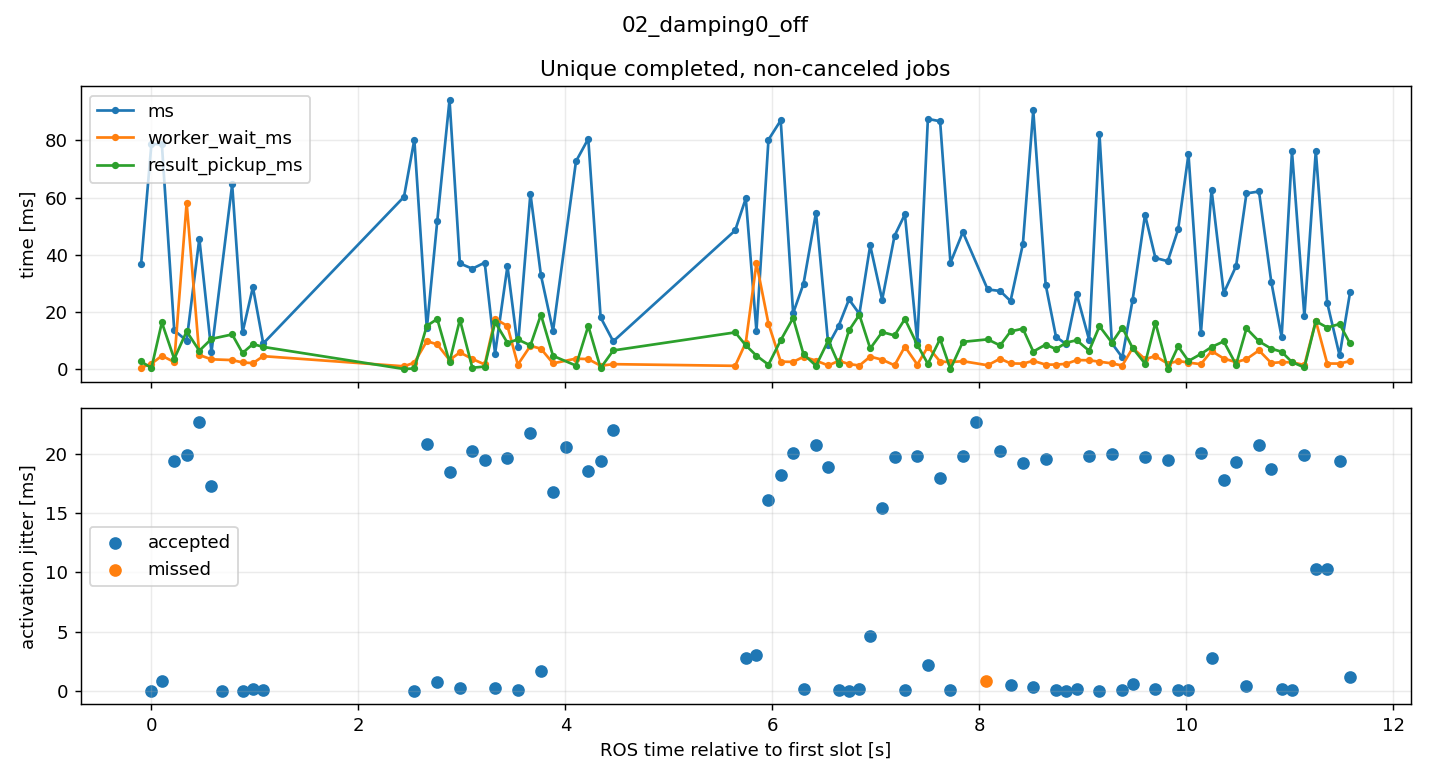 02_damping0_off
Unique completed, non-canceled jobs
ms
worker_wait_ms
result_pickup_ms
time [ms]
80
60
40
20
0
accepted
missed
activation jitter [ms]
20
15
10
5
0
0 2 4 6 8 10 12
ROS time relative to first slot [s]